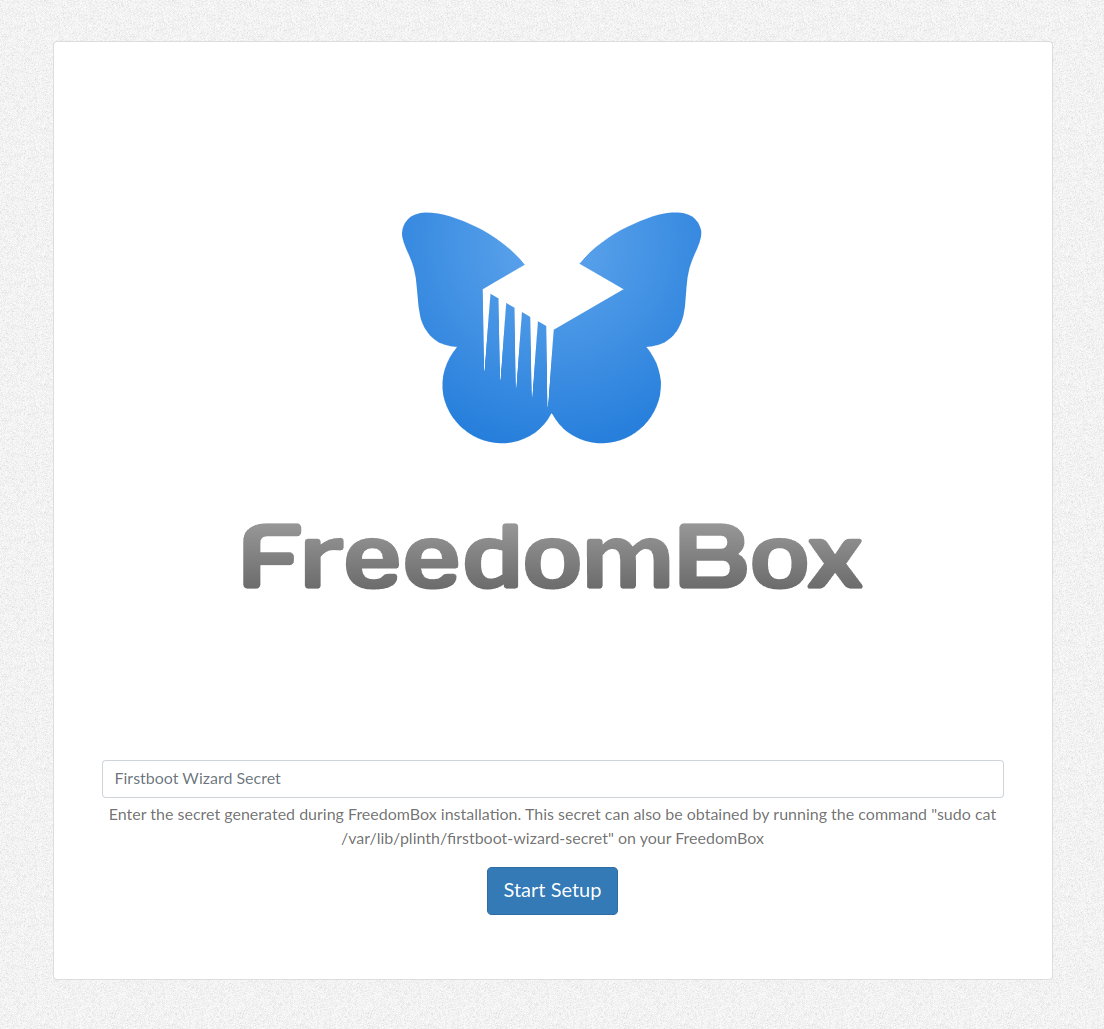 FreedomBox
Firstboot Wizard Secret
Enter the secret generated during FreedomBox installation. This secret can also be obtained by running the command "sudo cat
/var/lib/plinth/firstboot-wizard-secret" on your FreedomBox
Start Setup